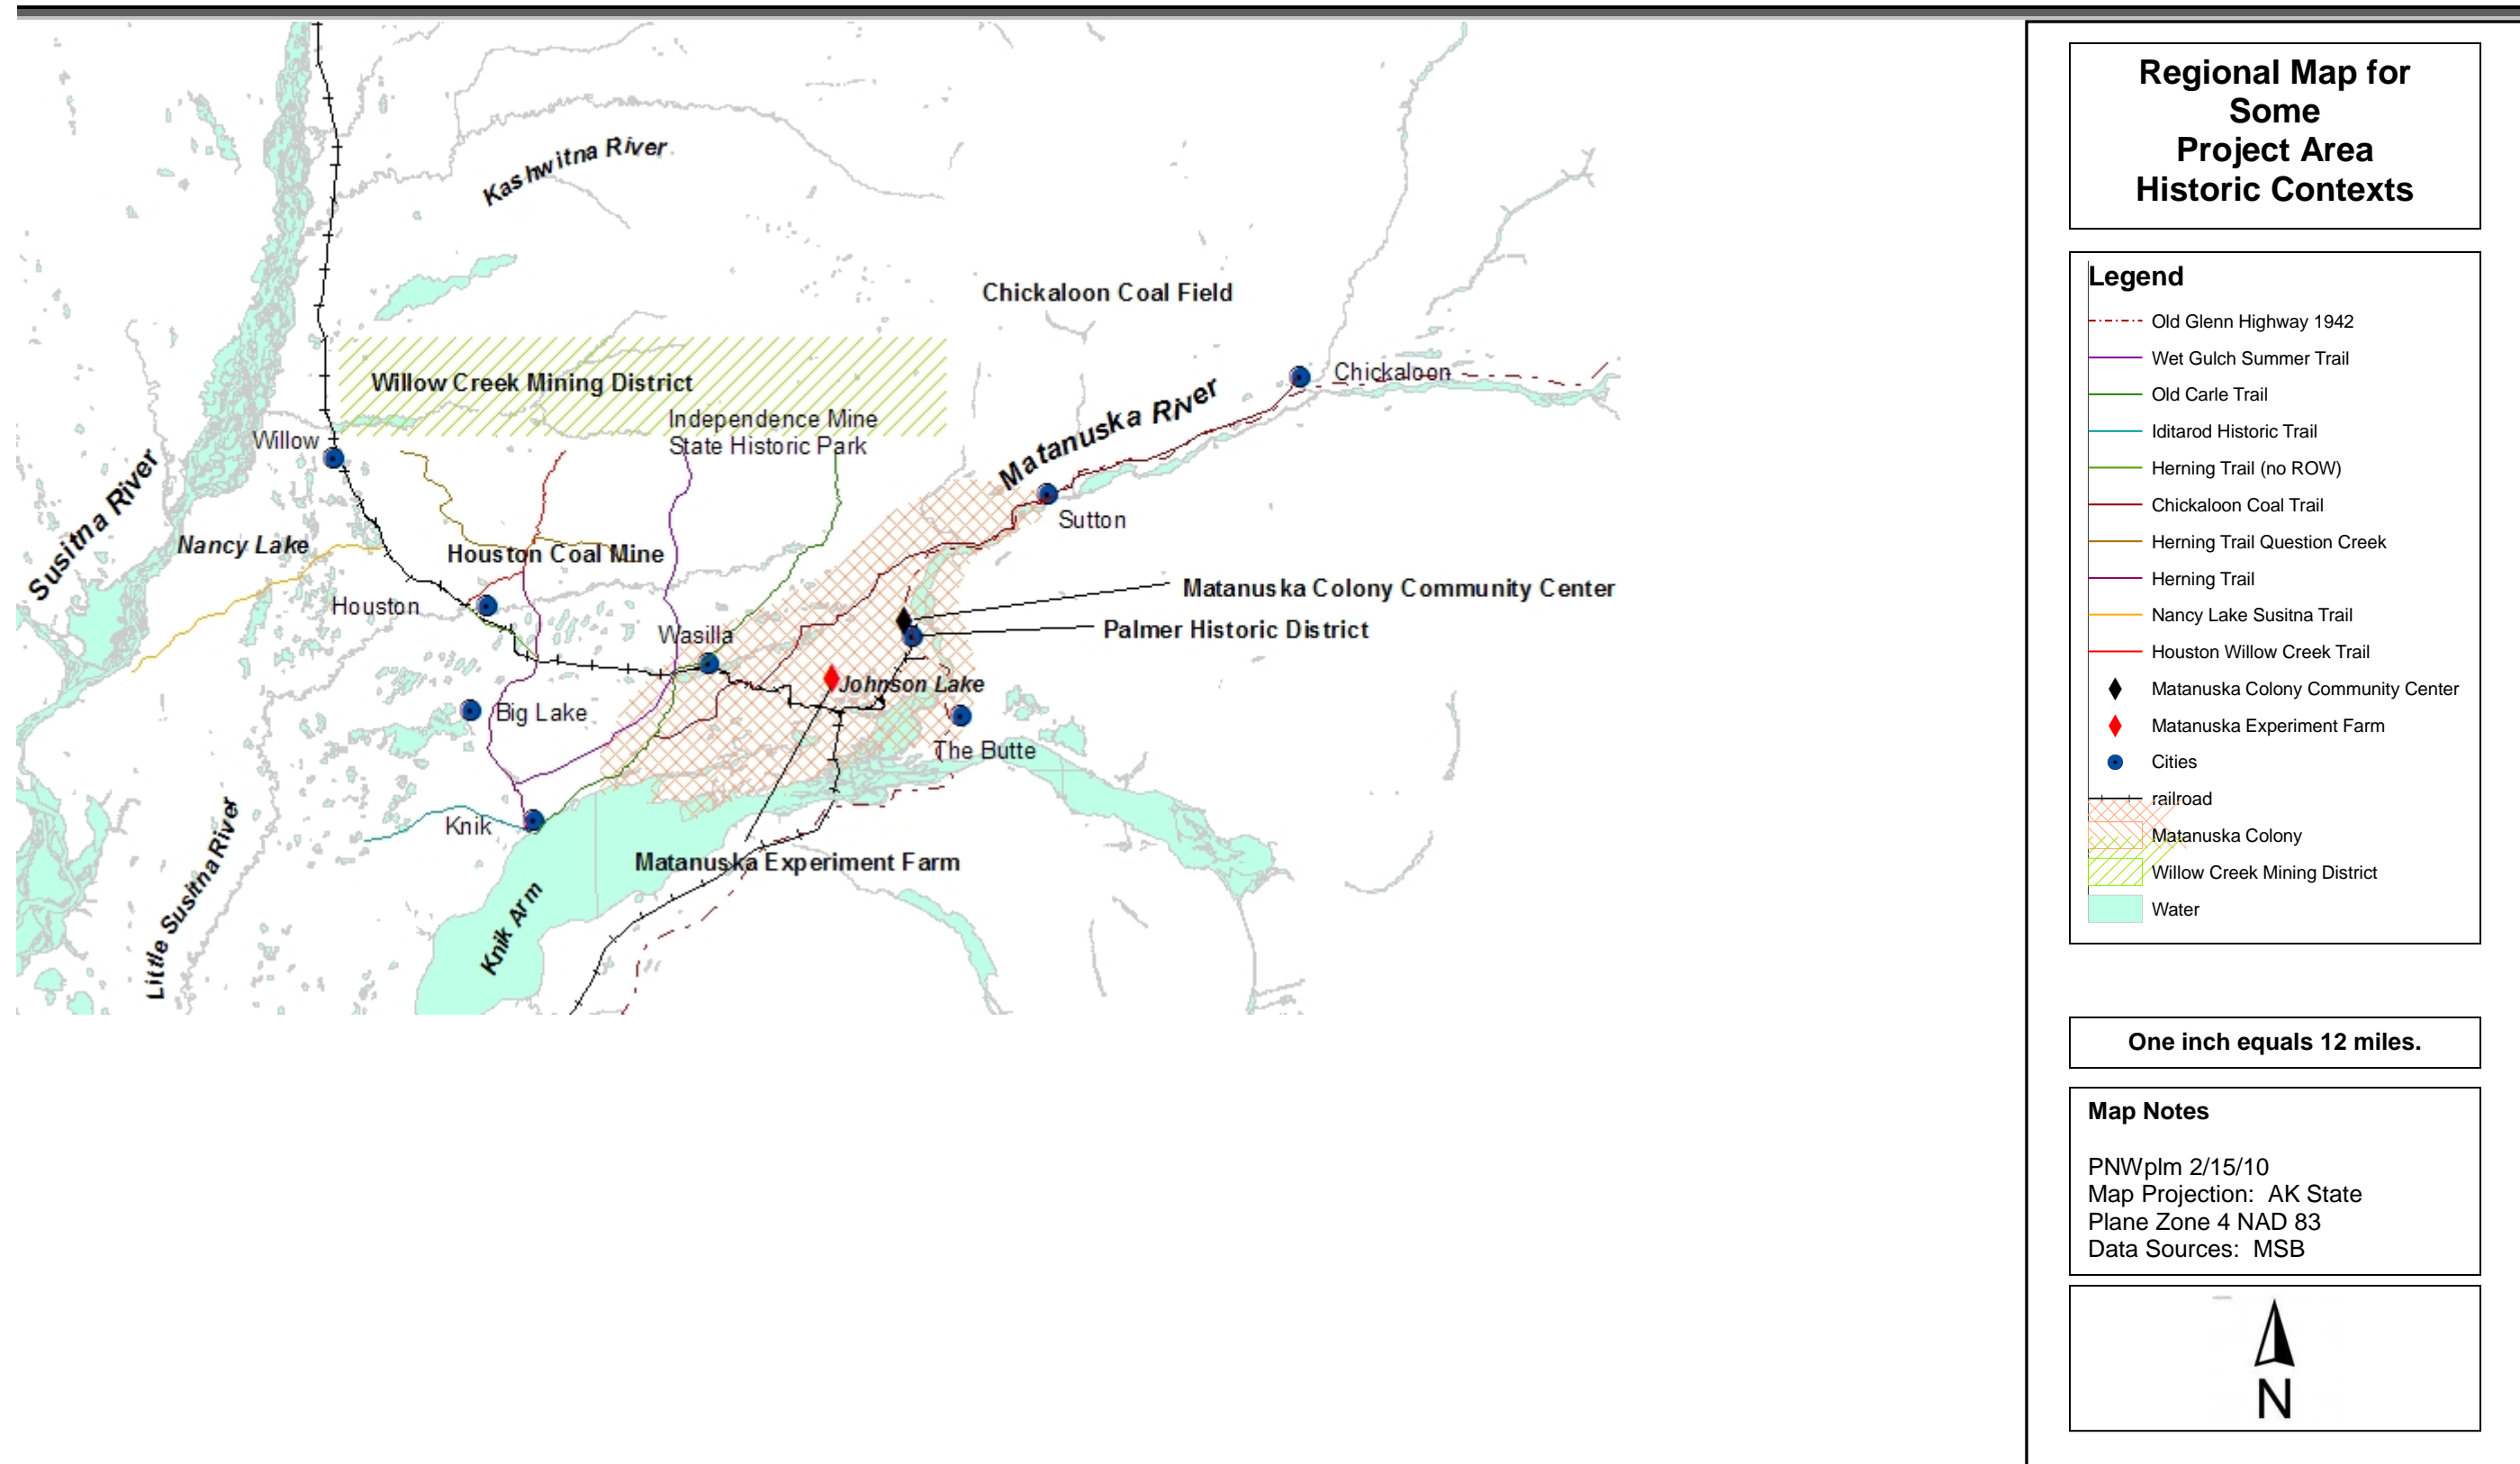 Regional Map for
Some
Project Area
Historic Contexts
Legend
Old Glenn Highway 1942
Wet Gulch Summer Trail
Old Carle Trail
Iditarod Historic Trail
Herning Trail (no ROW)
Chickaloon Coal Trail
Herning Trail Question Creek
Herning Trail
Nancy Lake Susitna Trail
Houston Willow Creek Trail
Matanuska Colony Community Center
Matanuska Experiment Farm
Cities
railroad
Matanuska Colony
Willow Creek Mining District
Water
One inch equals 12 miles.
Map Notes
PNWplm 2/15/10
Map Projection: AK State
Plane Zone 4 NAD 83
Data Sources: MSB
N
Kashwitna River
Chickaloon Coal Field
Willow Creek Mining District
Chickaloon
Independence Mine
State Historic Park
Matanuska River
Willow
Susitna River
Sutton
Nancy Lake
Houston Coal Mine
Matanuska Colony Community Center
Houston
Palmer Historic District
Wasilla
Johnson Lake
Big Lake
The Butte
Knik
Matanuska Experiment Farm
Little Susitna River
Knik Arm